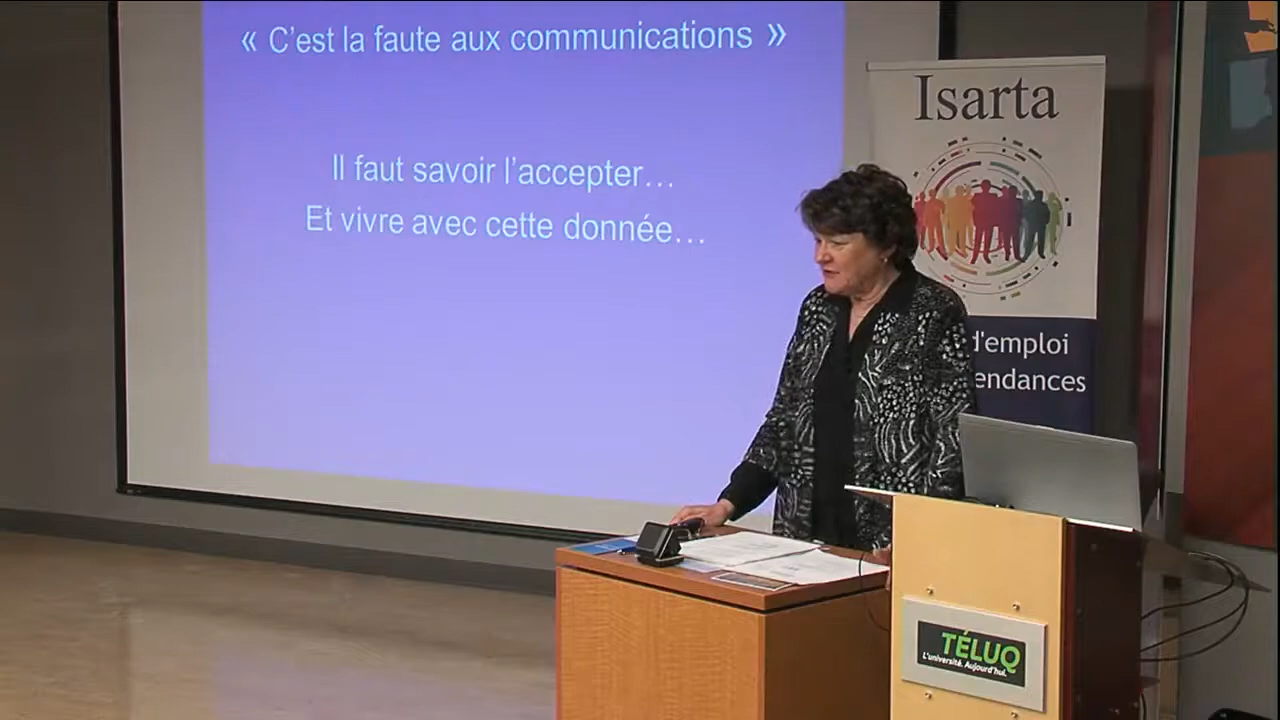 « C'est la faute aux communications »
Il faut savoir l'accepter…
Et vivre avec cette donnée…
Isarta
d'emploi
endances
TÉLUQ
L'université. Aujourd'hui.